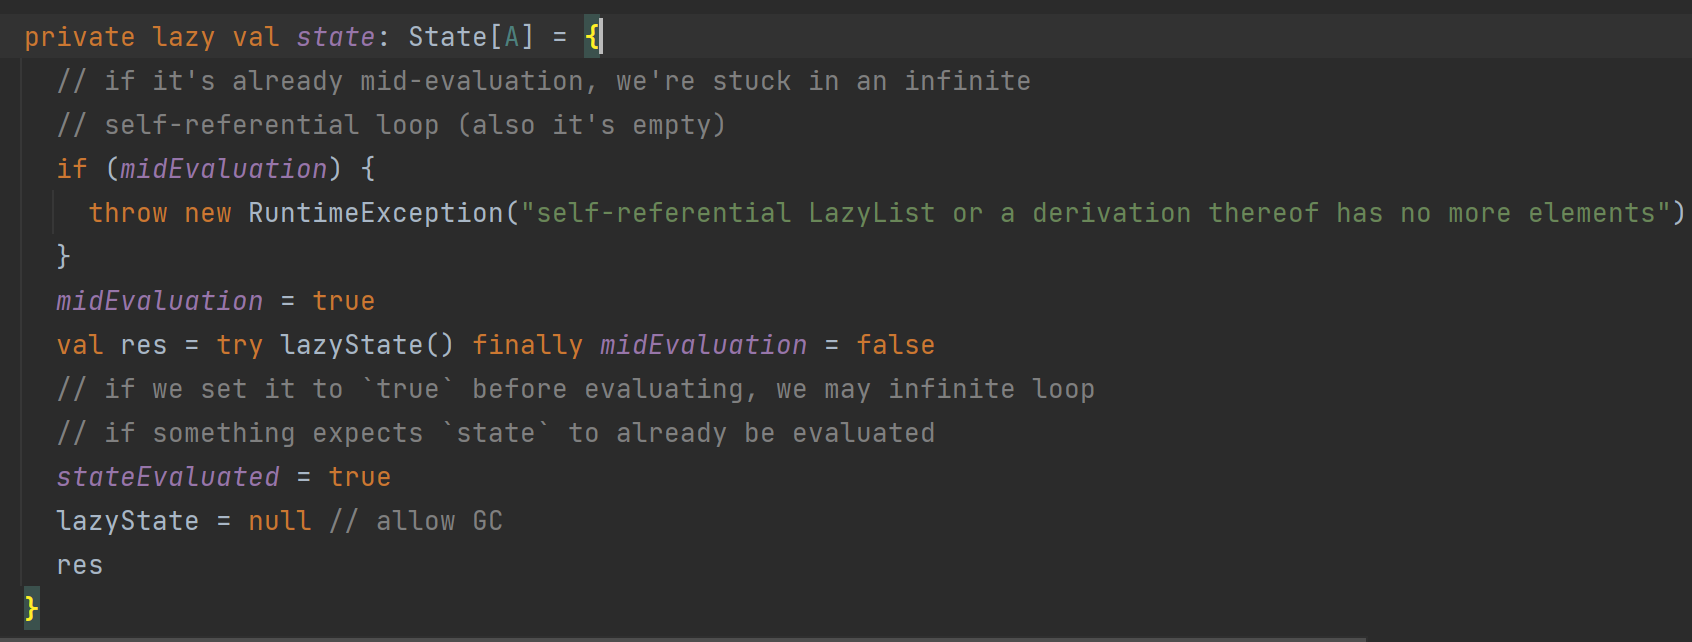 private lazy val state: State[A] = {
  // if it's already mid-evaluation, we're stuck in an infinite
  // self-referential loop (also it's empty)
  if (midEvaluation) {
    throw new RuntimeException("self-referential LazyList or a derivation thereof has no more elements")
  }
  midEvaluation = true
  val res = try lazyState() finally midEvaluation = false
  // if we set it to `true` before evaluating, we may infinite loop
  // if something expects `state` to already be evaluated
  stateEvaluated = true
  lazyState = null // allow GC
  res
}